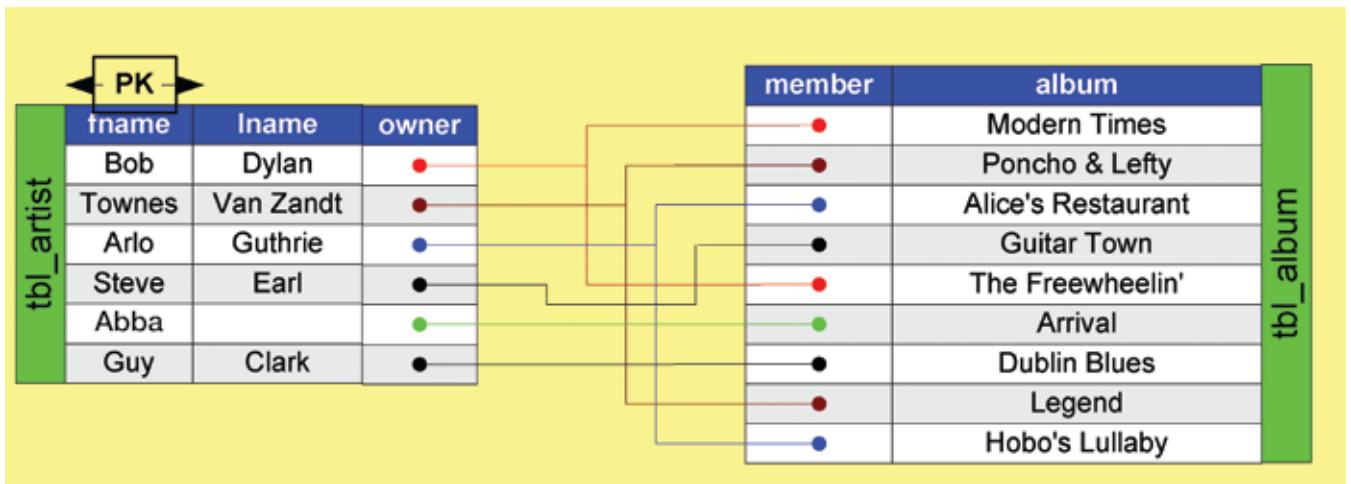 PK
tbl_artist
fname lname owner
Bob Dylan
Townes Van Zandt
Arlo Guthrie
Steve Earl
Abba
Guy Clark
member album
Modern Times
Poncho & Lefty
Alice's Restaurant
Guitar Town
The Freewheelin'
Arrival
Dublin Blues
Legend
Hobo's Lullaby
tbl_album